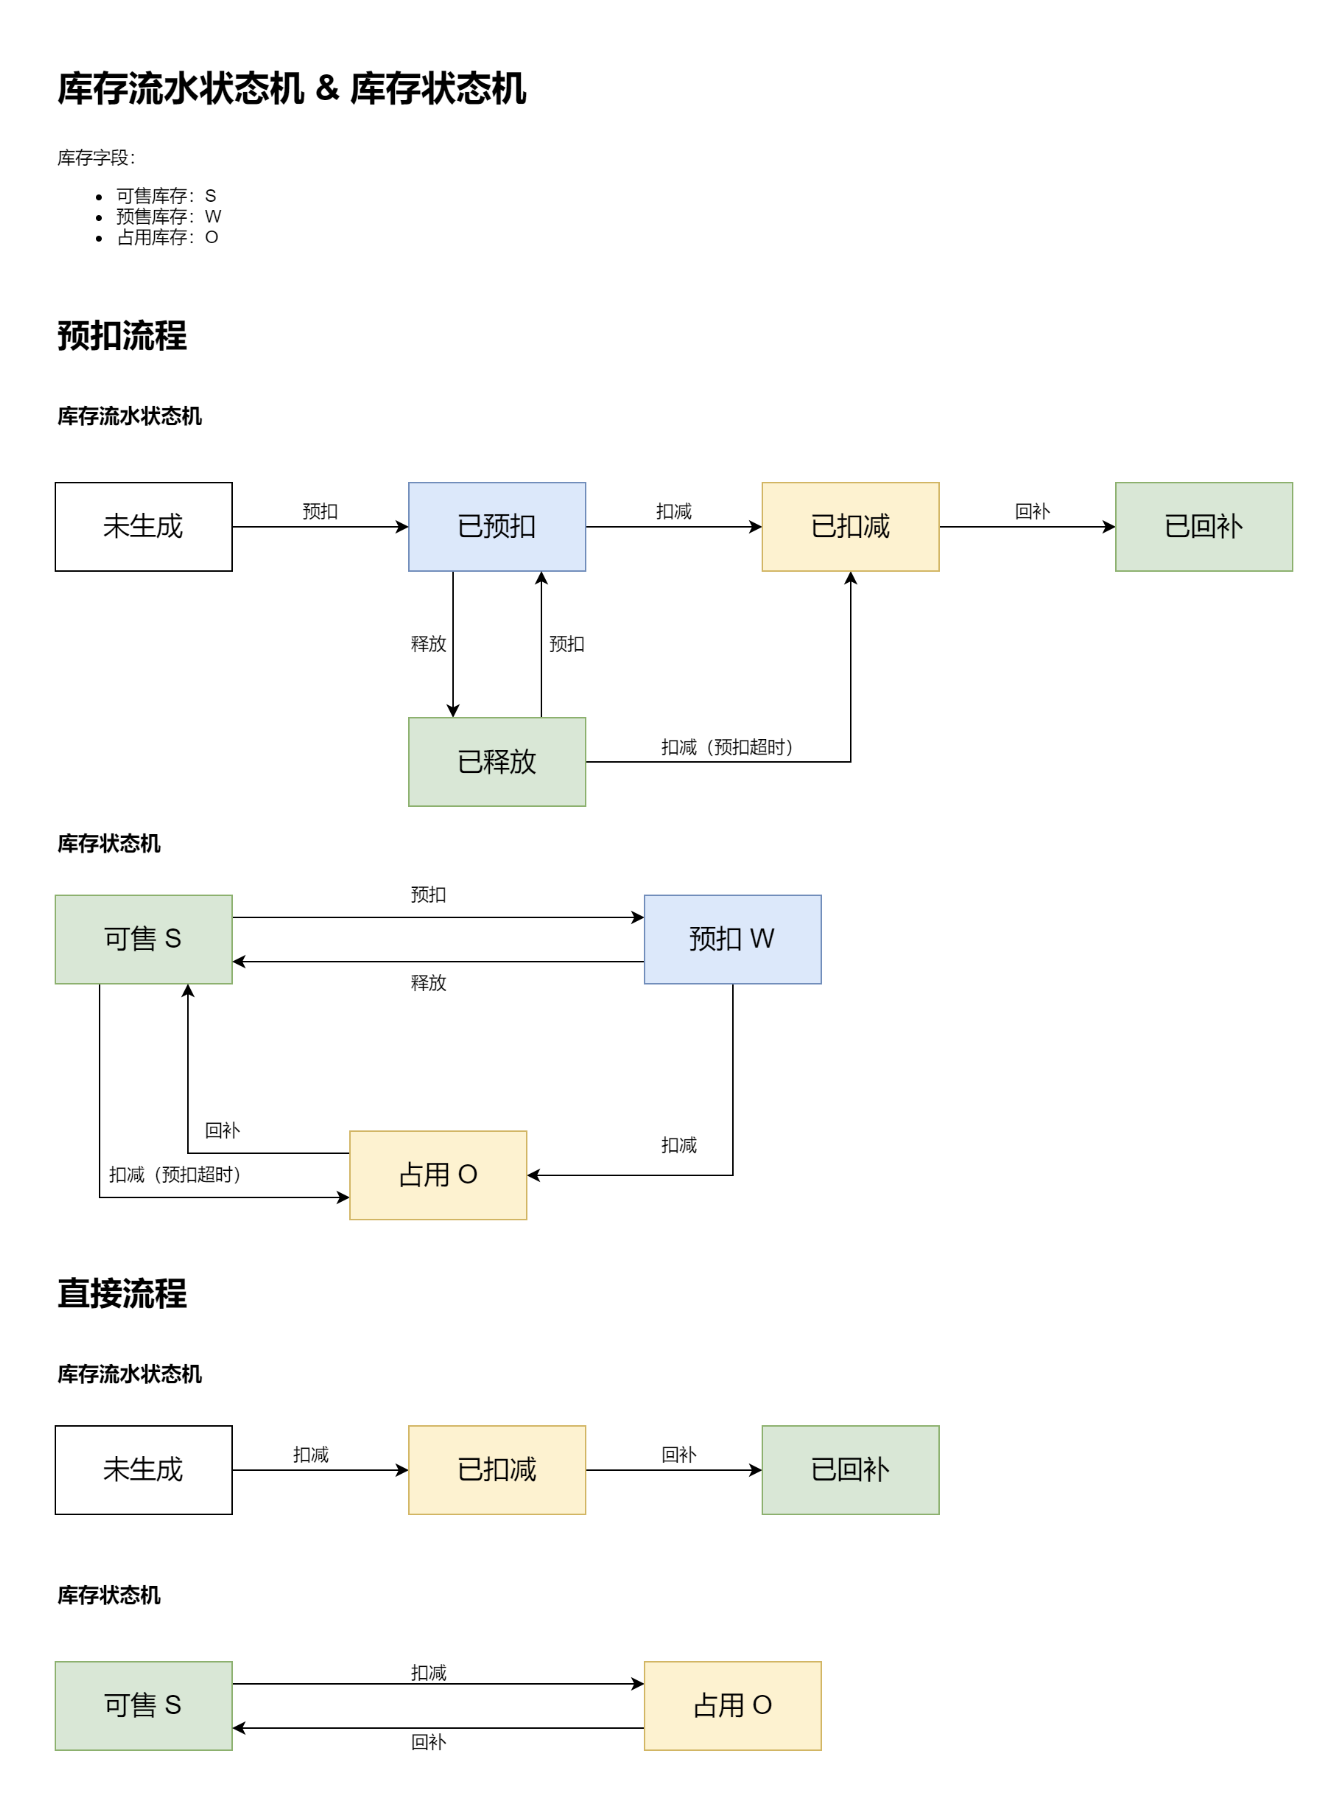 库存流水状态机 & 库存状态机
库存字段：
可售库存：S
预售库存：W
占用库存：O
预扣流程
库存流水状态机
未生成
预扣
已预扣
扣减
已扣减
回补
已回补
释放
预扣
已释放
扣减（预扣超时）
库存状态机
可售 S
预扣
预扣 W
释放
回补
扣减（预扣超时）
占用 O
扣减
直接流程
库存流水状态机
未生成
扣减
已扣减
回补
已回补
库存状态机
可售 S
扣减
占用 O
回补